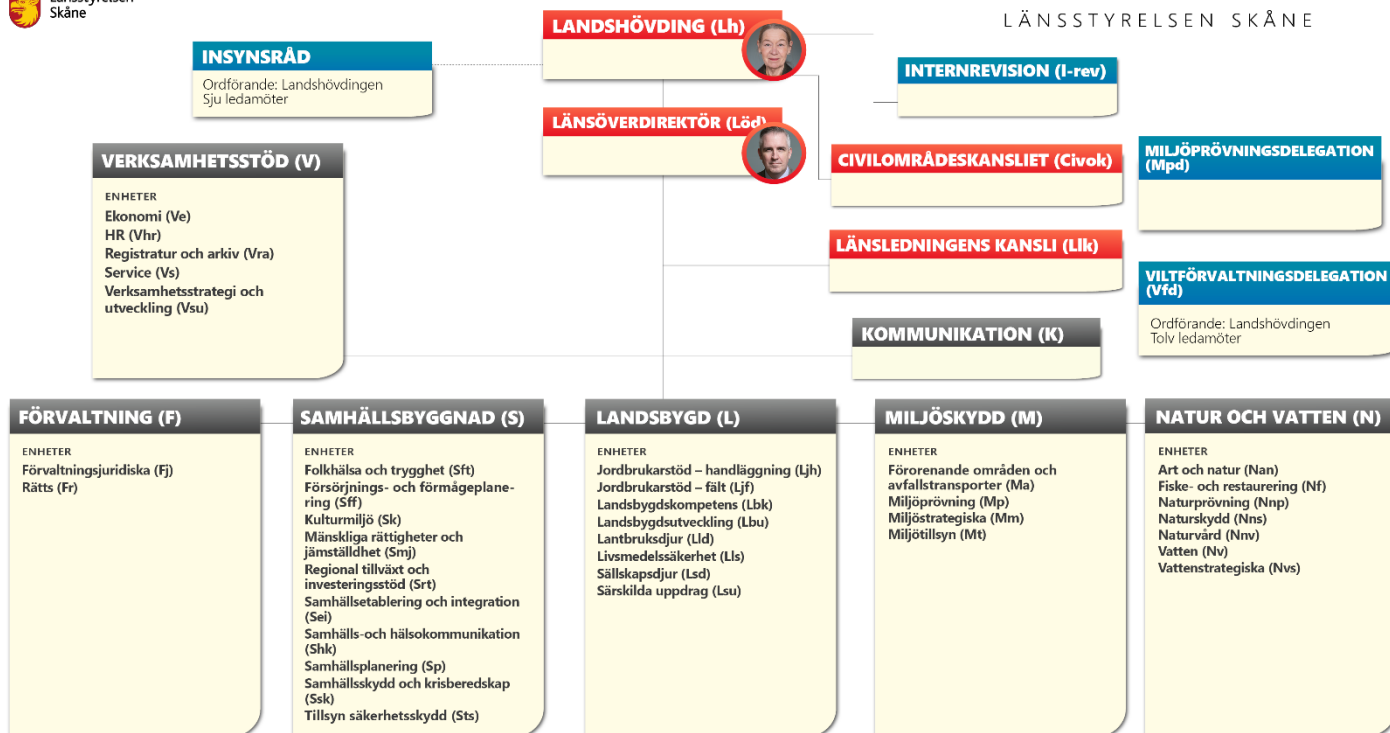 Länsstyrelsen
Skåne
LÄNSSTYRELSEN SKÅNE
LANDSHÖVDING (Lh)
INSYNSRÅD
Ordförande: Landshövdingen
Sju ledamöter
INTERNREVISION (I-rev)
LÄNSÖVERDIREKTÖR (Löd)
VERKSAMHETSSTÖD (V)
ENHETER
Ekonomi (Ve)
HR (Vhr)
Registratur och arkiv (Vra)
Service (Vs)
Verksamhetsstrategi och
utveckling (Vsu)
CIVILOMRÅDESKANSLIET (Civok)
MILJÖPRÖVNINGSDELEGATION
(Mpd)
LÄNSLEDNINGENS KANSLI (Llk)
VILTFÖRVALTNINGSDELEGATION
(Vfd)
Ordförande: Landshövdingen
Tolv ledamöter
KOMMUNIKATION (K)
FÖRVALTNING (F)
ENHETER
Förvaltningsjuridiska (Fj)
Rätts (Fr)
SAMHÄLLSBYGGNAD (S)
ENHETER
Folkhälsa och trygghet (Sft)
Försörjnings- och förmågeplane-
ring (Sff)
Kulturmiljö (Sk)
Mänskliga rättigheter och
jämställdhet (Smj)
Regional tillväxt och
investeringsstöd (Srt)
Samhällsetablering och integration
(Sei)
Samhälls-och hälsokommunikation
(Shk)
Samhällsplanering (Sp)
Samhällsskydd och krisberedskap
(Ssk)
Tillsyn säkerhetsskydd (Sts)
LANDSBYGD (L)
ENHETER
Jordbrukarstöd – handläggning (Ljh)
Jordbrukarstöd – fält (Ljf)
Landsbygdskompetens (Lbk)
Landsbygdsutveckling (Lbu)
Lantbruksdjur (Lld)
Livsmedelssäkerhet (Lls)
Sällskapsdjur (Lsd)
Särskilda uppdrag (Lsu)
MILJÖSKYDD (M)
ENHETER
Förorenande områden och
avfallstransporter (Ma)
Miljöprövning (Mp)
Miljöstrategiska (Mm)
Miljötillsyn (Mt)
NATUR OCH VATTEN (N)
ENHETER
Art och natur (Nan)
Fiske- och restaurering (Nf)
Naturprövning (Nnp)
Naturskydd (Nns)
Naturvård (Nnv)
Vatten (Nv)
Vattenstrategiska (Nvs)